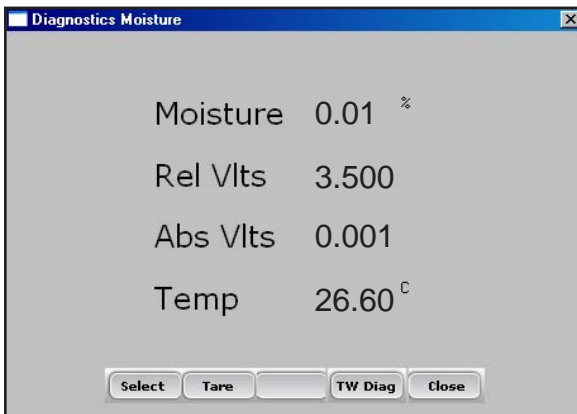 Diagnostics Moisture
Moisture 0.01 %
Rel Vlts 3.500
Abs Vlts 0.001
Temp 26.60 C
Select Tare TW Diag Close